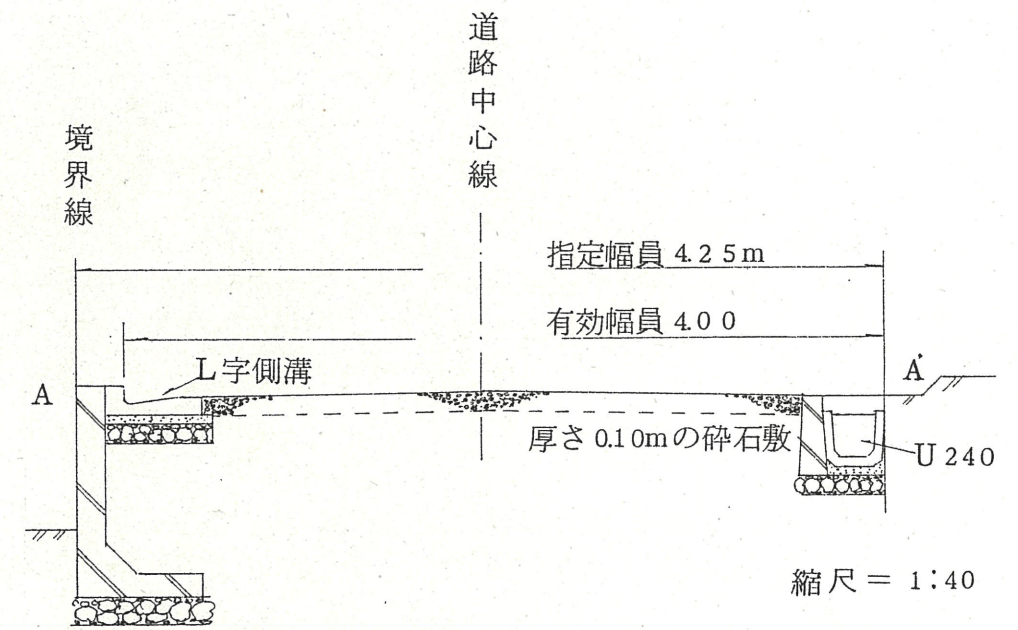 道路中心線
境界線
指定幅員 4.25m
有効幅員 4.00
L字側溝
A
A'
厚さ 0.10mの砕石敷
U 240
縮尺 = 1:40